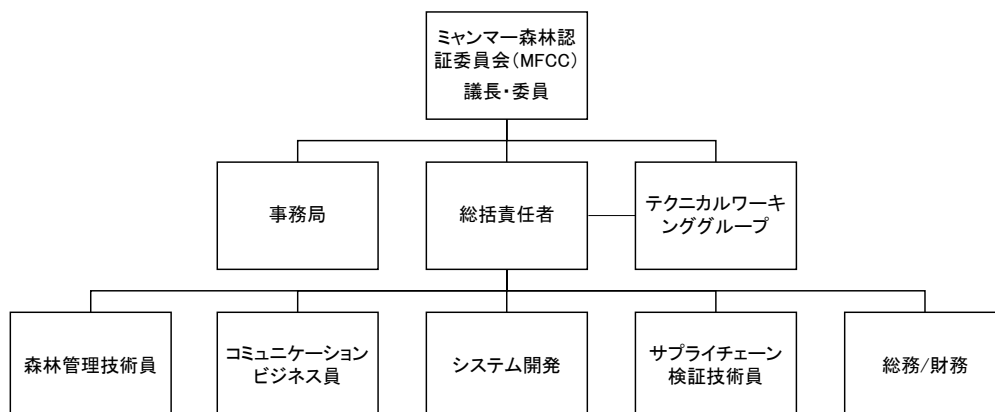 ミャンマー森林認
証委員会（MFCC）
議長・委員
事務局
総括責任者
テクニカルワーキ
ンググループ
森林管理技術員
コミュニケーション
ビジネス員
システム開発
サプライチェーン
検証技術員
総務/財務